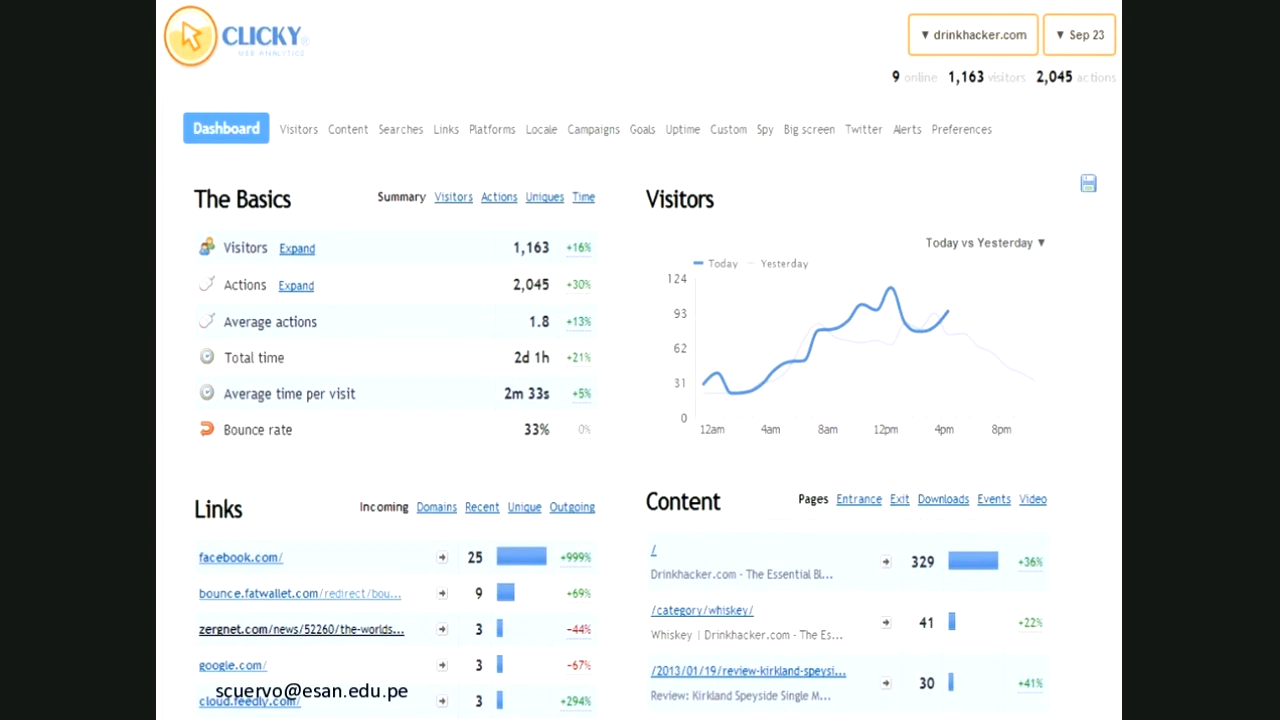 CLICKY®
WEB ANALYTICS
▼ drinkhacker.com ▼ Sep 23
9 online 1,163 visitors 2,045 actions
Dashboard Visitors Content Searches Links Platforms Locale Campaigns Goals Uptime Custom Spy Big screen Twitter Alerts Preferences
The Basics Summary Visitors Actions Uniques Time
Visitors Expand 1,163 +16%
Actions Expand 2,045 +30%
Average actions 1.8 +13%
Total time 2d 1h +21%
Average time per visit 2m 33s +5%
Bounce rate 33% 0%
Visitors
Today vs Yesterday ▼
Today Yesterday
124
93
62
31
0
12am 4am 8am 12pm 4pm 8pm
Links Incoming Domains Recent Unique Outgoing
facebook.com/ 25 +999%
bounce.fatwallet.com/redirect/bou... 9 +69%
zergnet.com/news/52260/the-worlds... 3 -44%
google.com/ 3 -67%
cloud.feedly.com/ 3 +294%
scuervo@esan.edu.pe
Content Pages Entrance Exit Downloads Events Video
/ 329 +36%
Drinkhacker.com - The Essential Bl...
/category/whiskey/ 41 +22%
Whiskey | Drinkhacker.com - The Es...
/2013/01/19/review-kirkland-speysi... 30 +41%
Review: Kirkland Speyside Single M...